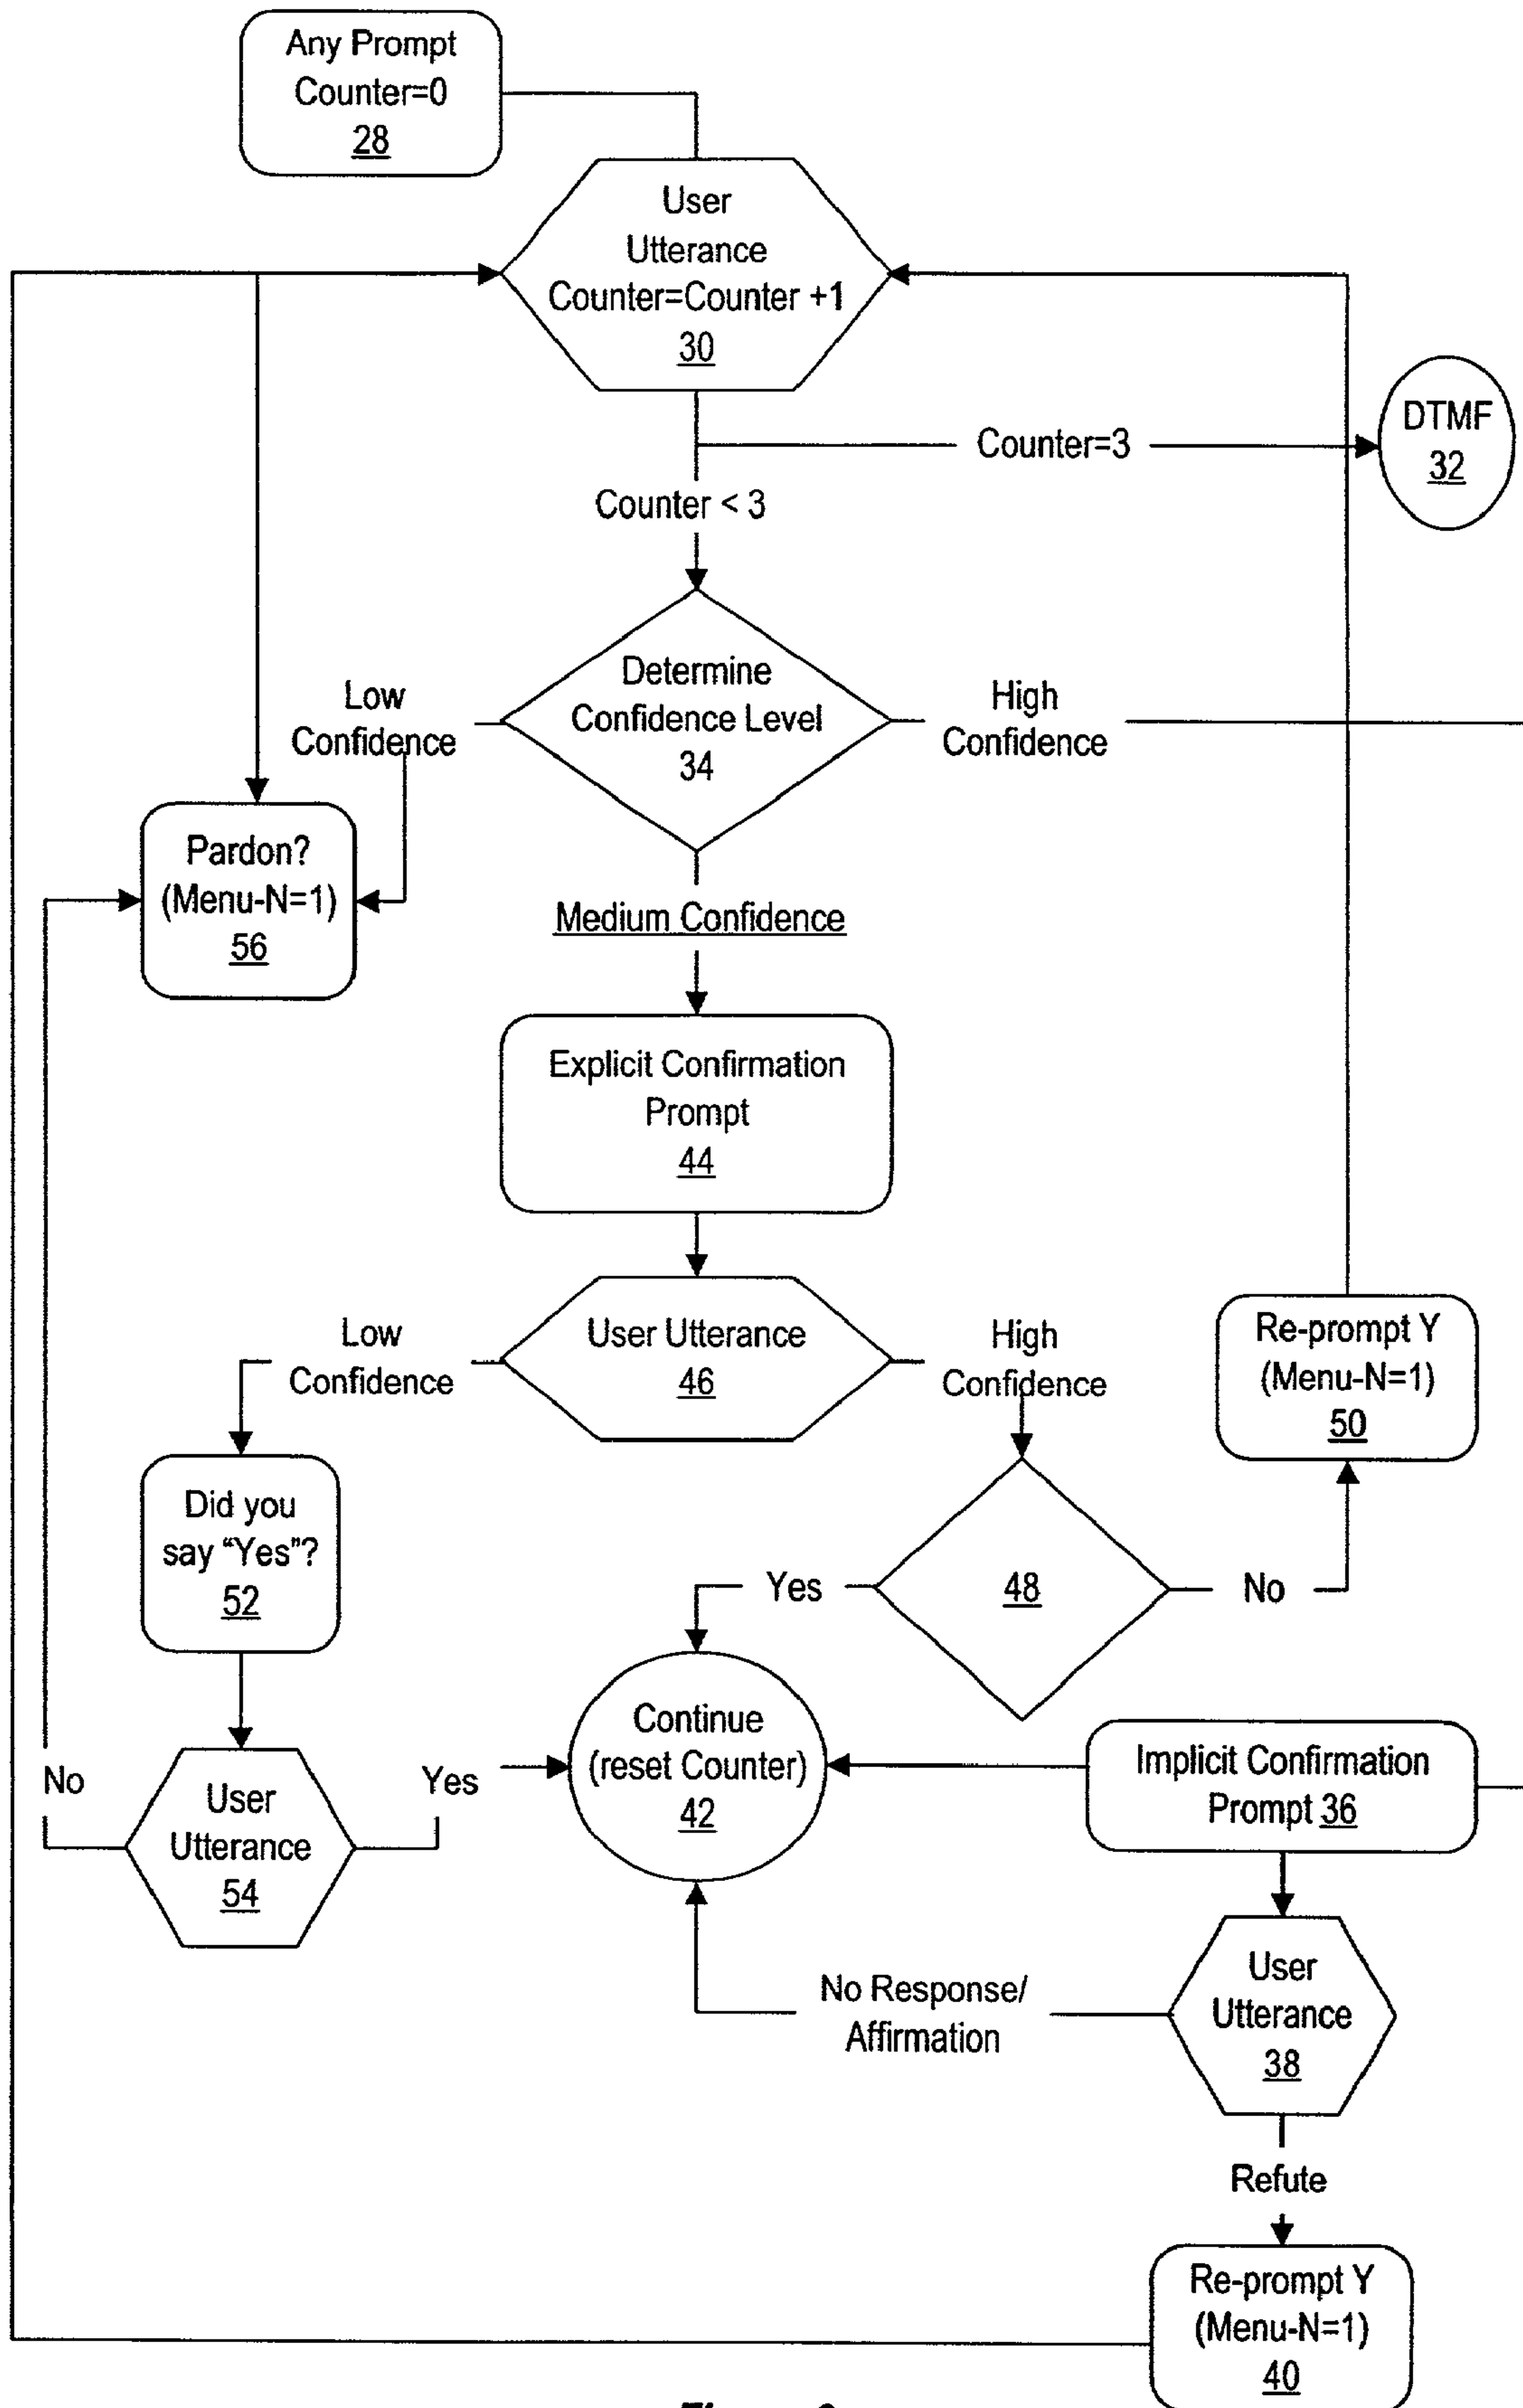 Any Prompt
Counter=0
28
User
Utterance
Counter=Counter +1
30
Counter=3
DTMF
32
Counter < 3
Determine
Confidence Level
34
Low
Confidence
High
Confidence
Pardon?
(Menu-N=1)
56
Medium Confidence
Explicit Confirmation
Prompt
44
User Utterance
46
Low
Confidence
High
Confidence
Re-prompt Y
(Menu-N=1)
50
Did you
say “Yes”?
52
Yes
48
No
Continue
(reset Counter)
42
Implicit Confirmation
Prompt 36
No
User
Utterance
54
Yes
No Response/
Affirmation
User
Utterance
38
Refute
Re-prompt Y
(Menu-N=1)
40